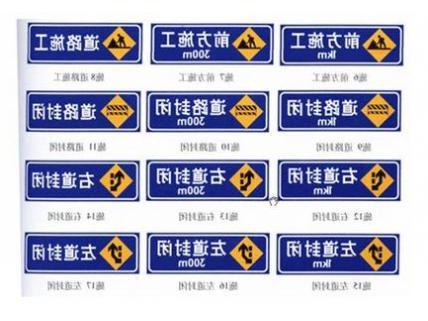 前方施工
1km
前方施工
300m
道路施工
施6 前方施工
施7 前方施工
施8 道路施工
道路封闭
1km
道路封闭
300m
道路封闭
施9 道路封闭
施10 道路封闭
施11 道路封闭
右道封闭
1km
右道封闭
300m
右道封闭
施12 右道封闭
施13 右道封闭
施14 右道封闭
左道封闭
1km
左道封闭
300m
左道封闭
施15 左道封闭
施16 左道封闭
施17 左道封闭